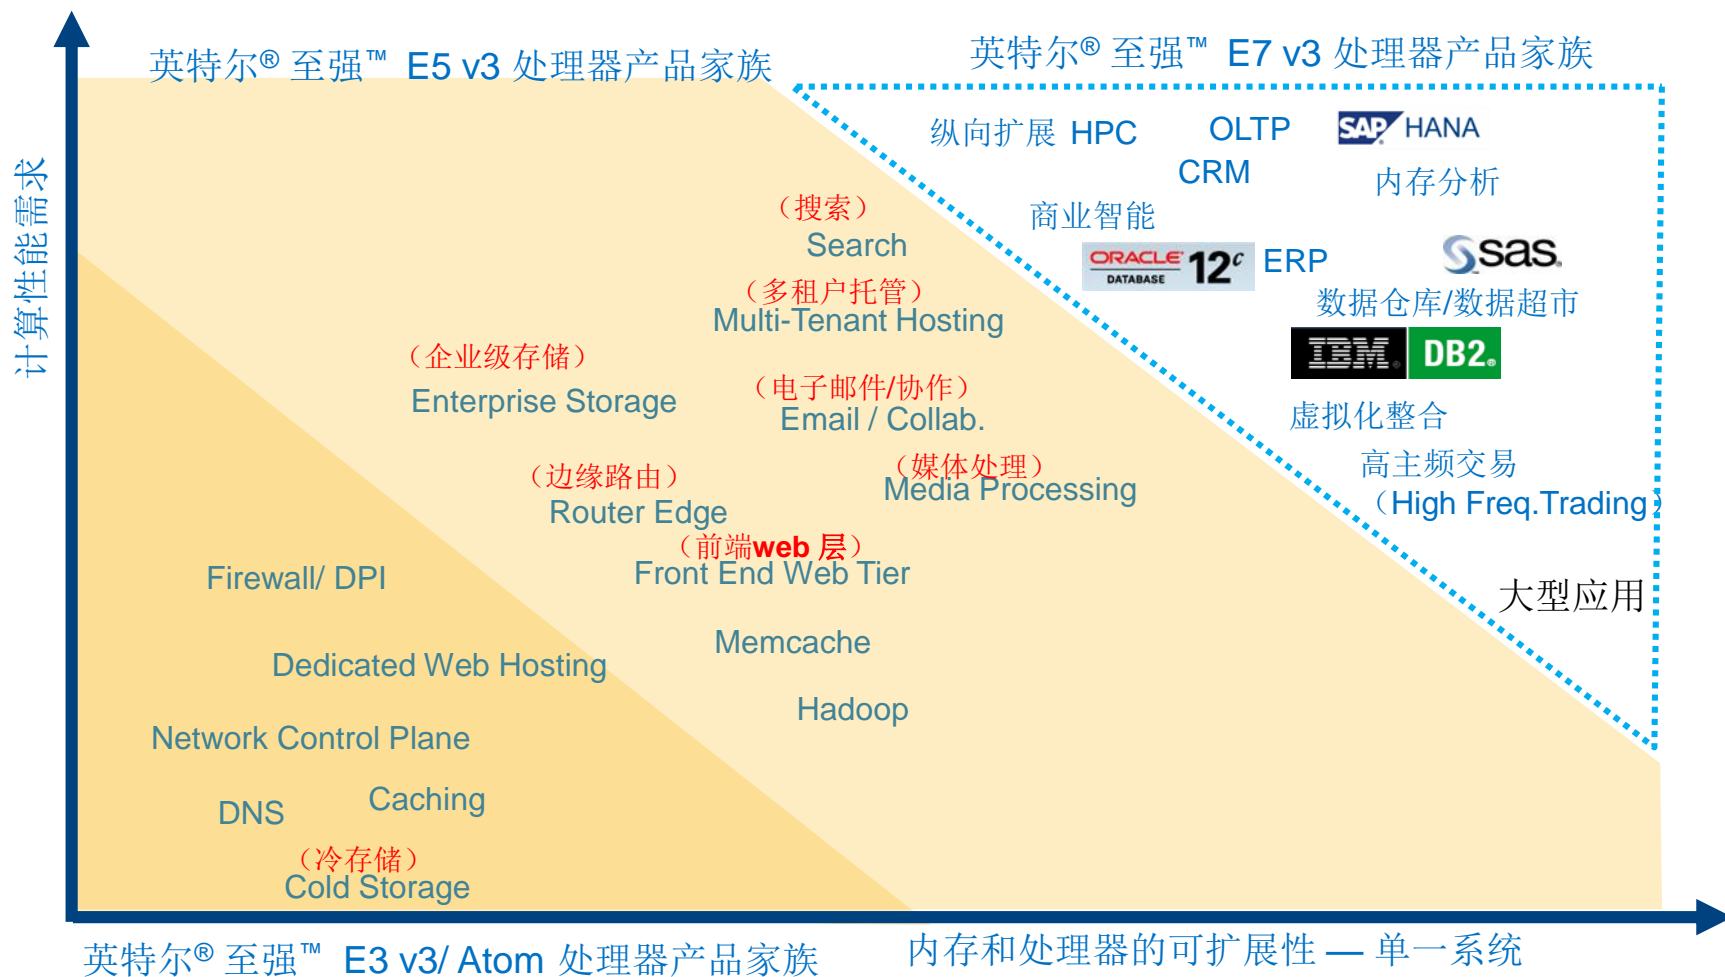 英特尔® 至强™ E5 v3 处理器产品家族
英特尔® 至强™ E7 v3 处理器产品家族
计算性能需求
纵向扩展 HPC
OLTP
SAP HANA
CRM
内存分析
商业智能
ORACLE DATABASE 12c
ERP
sas
数据仓库/数据超市
IBM DB2
虚拟化整合
高主频交易
（High Freq.Trading）
大型应用
（搜索）
Search
（多租户托管）
Multi-Tenant Hosting
（企业级存储）
Enterprise Storage
（电子邮件/协作）
Email / Collab.
（边缘路由）
Router Edge
（媒体处理）
Media Processing
（前端web 层）
Front End Web Tier
Firewall/ DPI
Memcache
Dedicated Web Hosting
Hadoop
Network Control Plane
Caching
DNS
（冷存储）
Cold Storage
英特尔® 至强™ E3 v3/ Atom 处理器产品家族
内存和处理器的可扩展性 — 单一系统